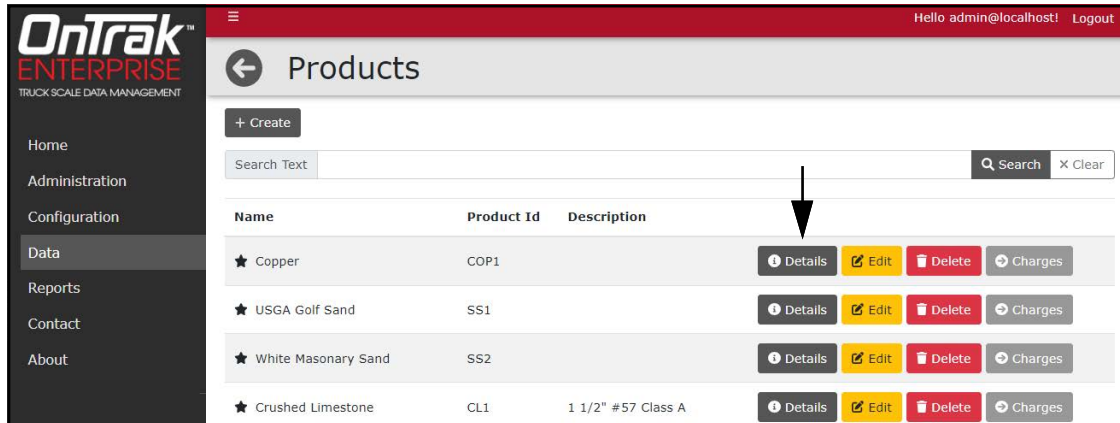 OnTrak™
ENTERPRISE
TRUCK SCALE DATA MANAGEMENT
Home
Administration
Configuration
Data
Reports
Contact
About
Hello admin@localhost! Logout
Products
+ Create
Search Text Search × Clear
Name Product Id Description
Copper COP1 Details Edit Delete Charges
USGA Golf Sand SS1 Details Edit Delete Charges
White Masonary Sand SS2 Details Edit Delete Charges
Crushed Limestone CL1 1 1/2" #57 Class A Details Edit Delete Charges